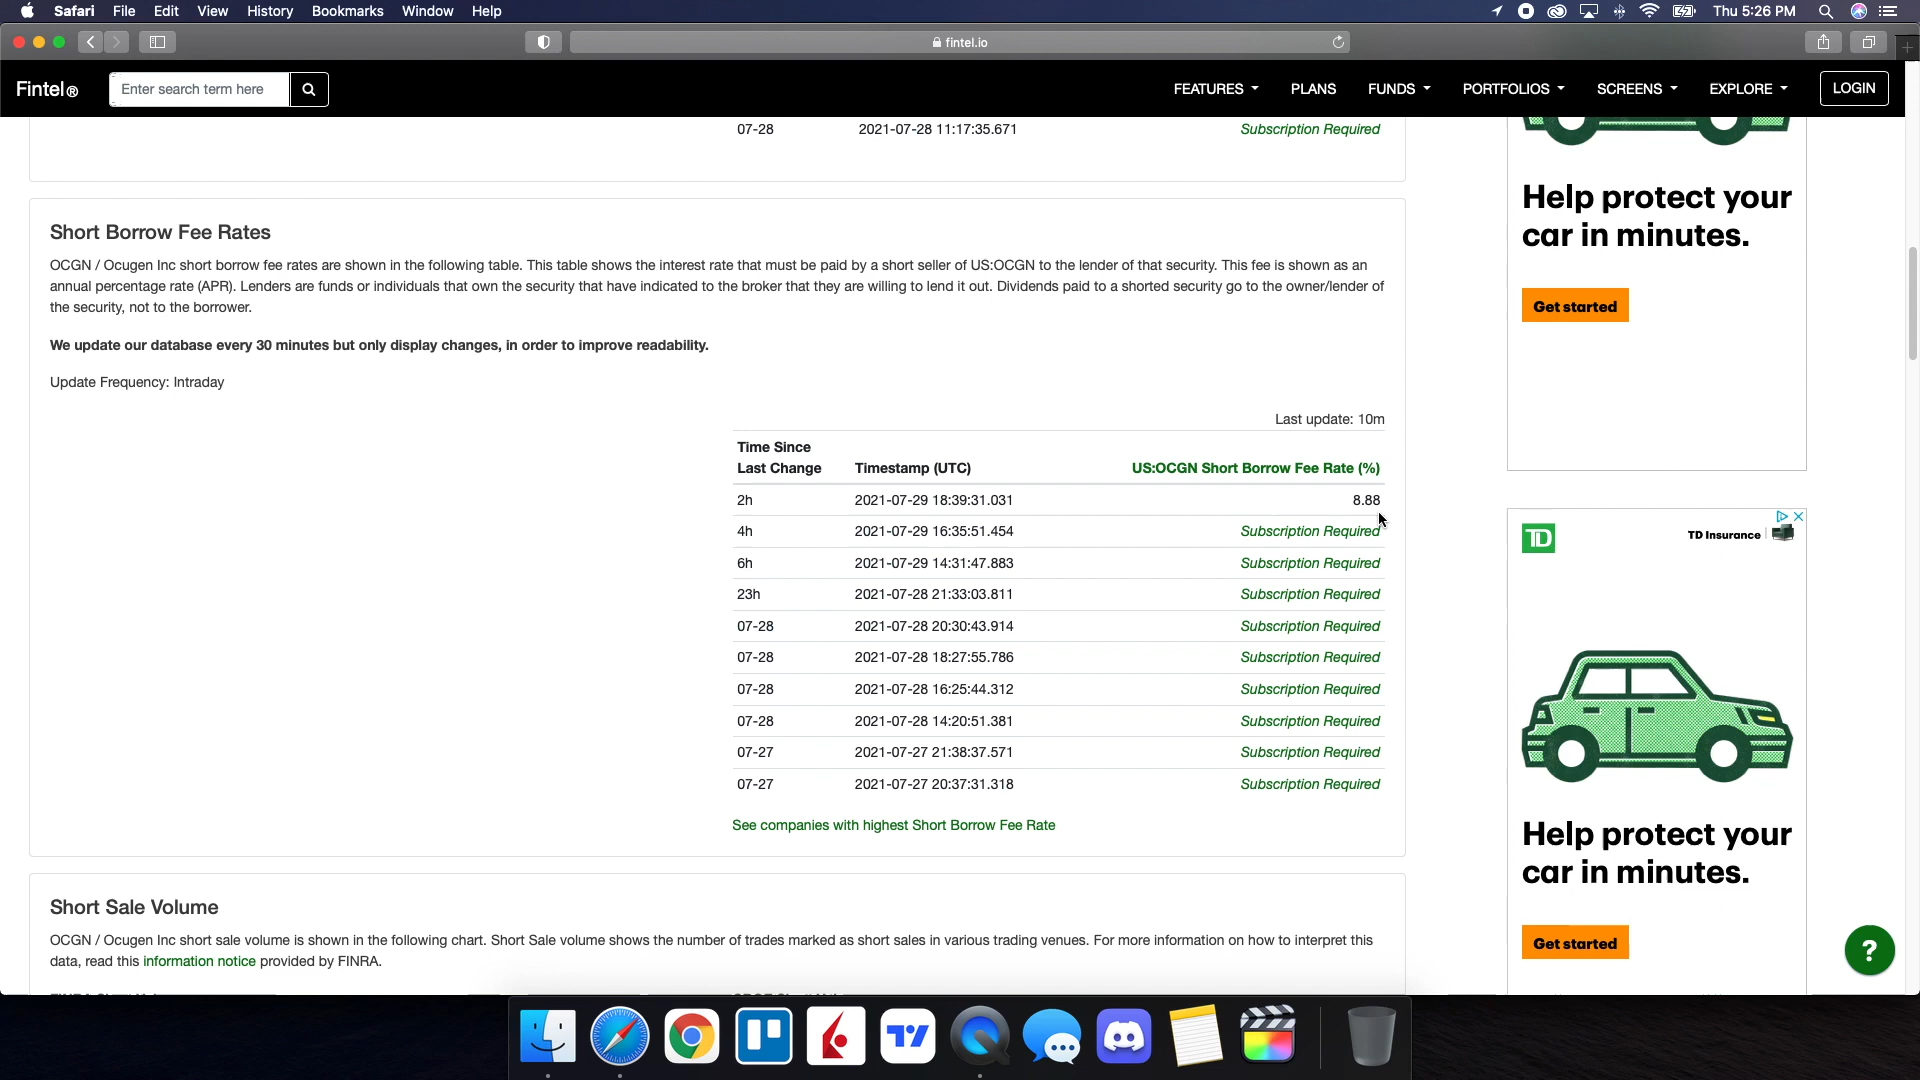 Safari File Edit View History Bookmarks Window Help
Thu 5:26 PM
fintel.io
Fintel®
Enter search term here
FEATURES PLANS FUNDS PORTFOLIOS SCREENS EXPLORE LOGIN
07-28 2021-07-28 11:17:35.671 Subscription Required
Short Borrow Fee Rates
OCGN / Ocugen Inc short borrow fee rates are shown in the following table. This table shows the interest rate that must be paid by a short seller of US:OCGN to the lender of that security. This fee is shown as an
annual percentage rate (APR). Lenders are funds or individuals that own the security that have indicated to the broker that they are willing to lend it out. Dividends paid to a shorted security go to the owner/lender of
the security, not to the borrower.
We update our database every 30 minutes but only display changes, in order to improve readability.
Update Frequency: Intraday
Last update: 10m
Time Since
Last Change Timestamp (UTC) US:OCGN Short Borrow Fee Rate (%)
2h 2021-07-29 18:39:31.031 8.88
4h 2021-07-29 16:35:51.454 Subscription Required
6h 2021-07-29 14:31:47.883 Subscription Required
23h 2021-07-28 21:33:03.811 Subscription Required
07-28 2021-07-28 20:30:43.914 Subscription Required
07-28 2021-07-28 18:27:55.786 Subscription Required
07-28 2021-07-28 16:25:44.312 Subscription Required
07-28 2021-07-28 14:20:51.381 Subscription Required
07-27 2021-07-27 21:38:37.571 Subscription Required
07-27 2021-07-27 20:37:31.318 Subscription Required
See companies with highest Short Borrow Fee Rate
Short Sale Volume
OCGN / Ocugen Inc short sale volume is shown in the following chart. Short Sale volume shows the number of trades marked as short sales in various trading venues. For more information on how to interpret this
data, read this information notice provided by FINRA.
Help protect your
car in minutes.
Get started
TD
TD Insurance
Help protect your
car in minutes.
Get started
?